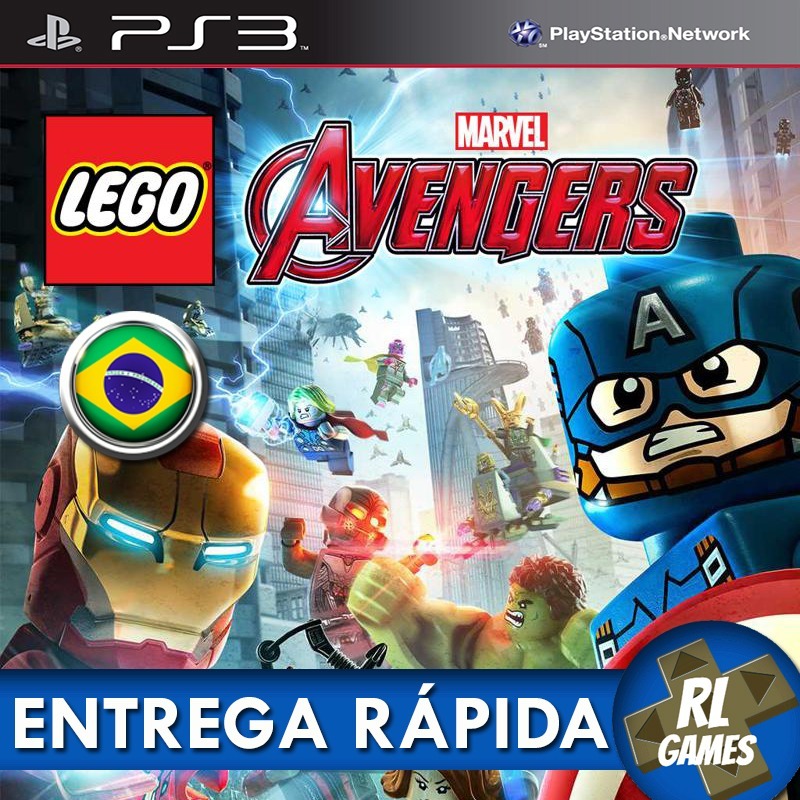 PS3
PlayStation®Network
LEGO
MARVEL
AVENGERS
A
ENTREGA RÁPIDA
RL
GAMES